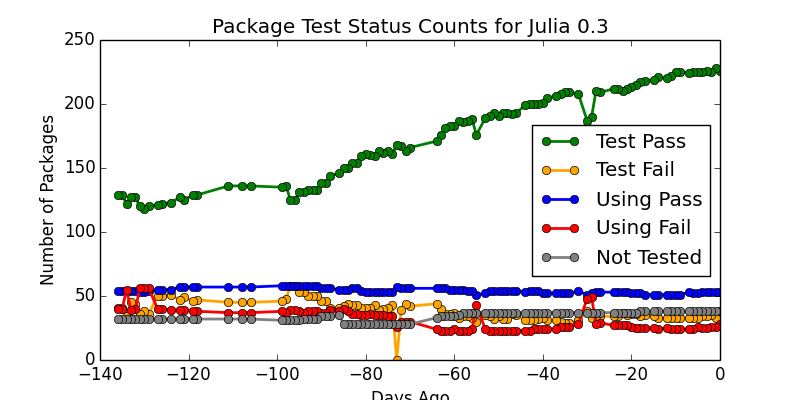 Package Test Status Counts for Julia 0.3
Number of Packages
250
200
150
100
50
0
Test Pass
Test Fail
Using Pass
Using Fail
Not Tested
−140 −120 −100 −80 −60 −40 −20 0
Days Ago